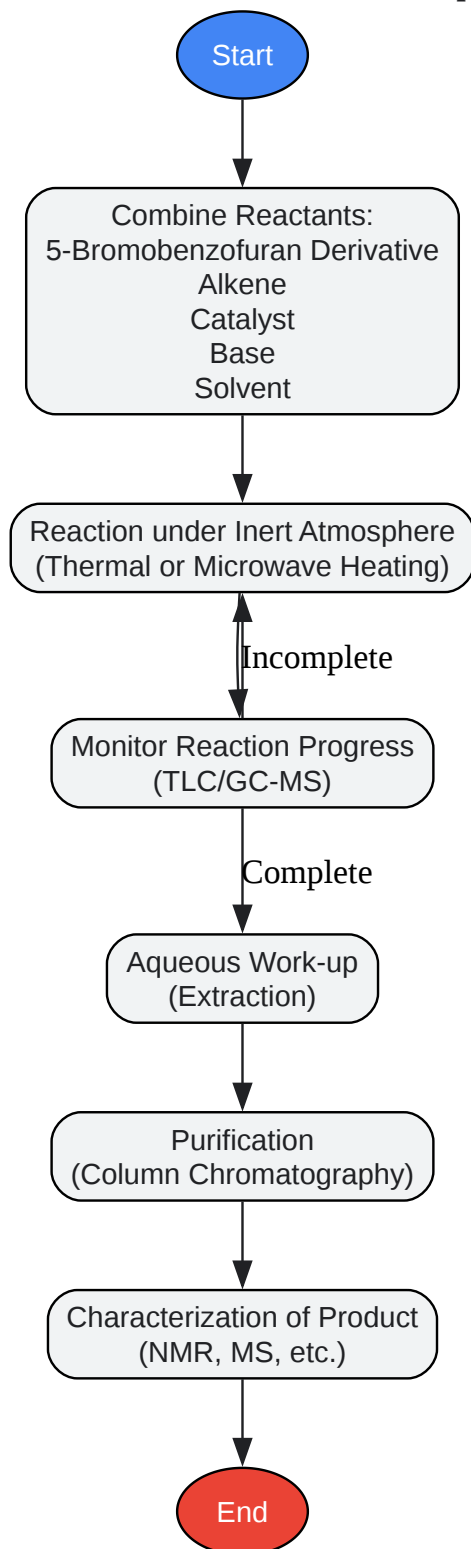 Start
Combine Reactants:
5-Bromobenzofuran Derivative
Alkene
Catalyst
Base
Solvent
Reaction under Inert Atmosphere
(Thermal or Microwave Heating)
Incomplete
Monitor Reaction Progress
(TLC/GC-MS)
Complete
Aqueous Work-up
(Extraction)
Purification
(Column Chromatography)
Characterization of Product
(NMR, MS, etc.)
End